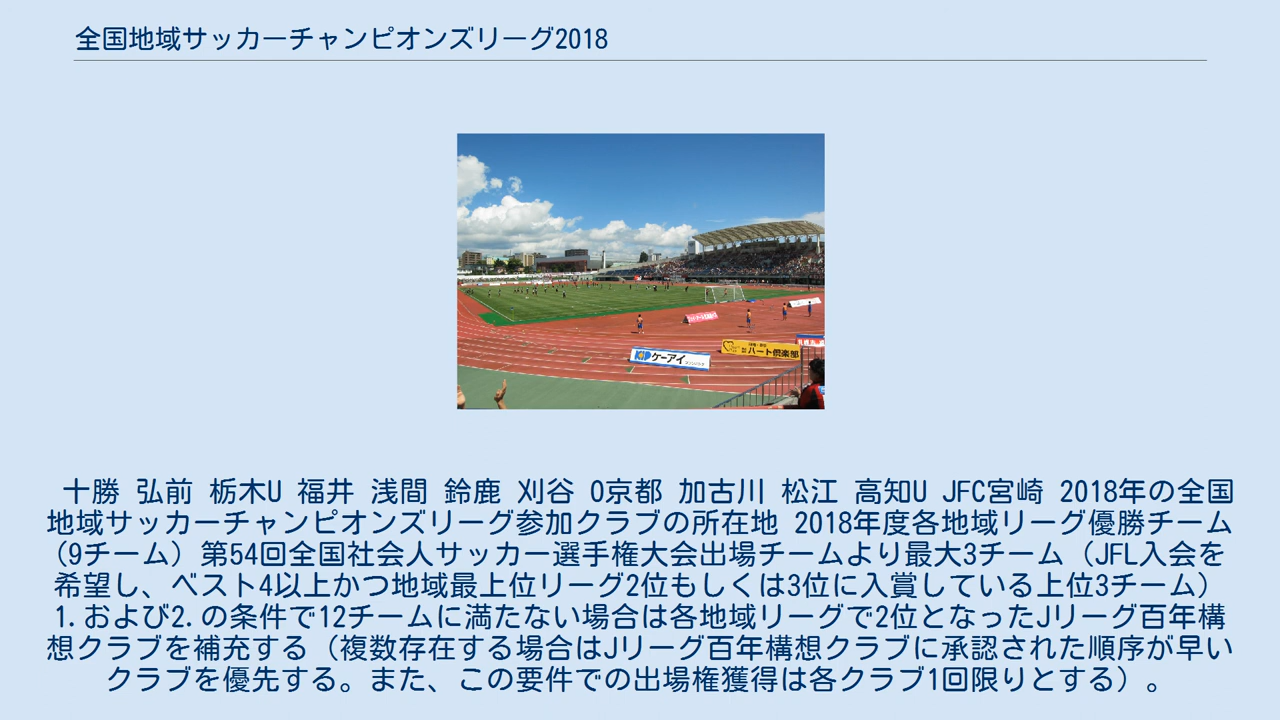 全国地域サッカーチャンピオンズリーグ2018
ケーアイ
ハート倶楽部
十勝 弘前 栃木U 福井 浅間 鈴鹿 刈谷 O京都 加古川 松江 高知U JFC宮崎 2018年の全国
地域サッカーチャンピオンズリーグ参加クラブの所在地 2018年度各地域リーグ優勝チーム
（9チーム）第54回全国社会人サッカー選手権大会出場チームより最大3チーム（JFL入会を
希望し、ベスト4以上かつ地域最上位リーグ2位もしくは3位に入賞している上位3チーム）
1.および2.の条件で12チームに満たない場合は各地域リーグで2位となったJリーグ百年構
想クラブを補充する（複数存在する場合はJリーグ百年構想クラブに承認された順序が早い
クラブを優先する。また、この要件での出場権獲得は各クラブ1回限りとする）。